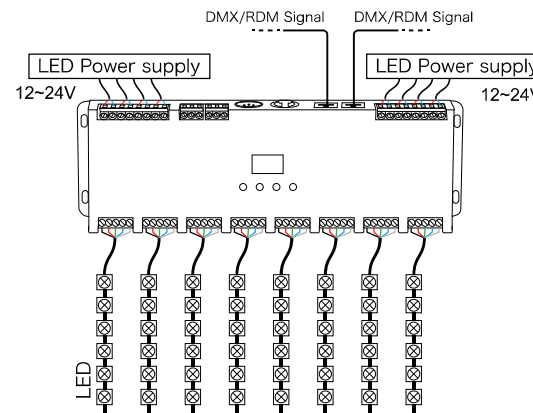 DMX/RDM Signal
DMX/RDM Signal
LED Power supply
LED Power supply
12~24V
12~24V
LED